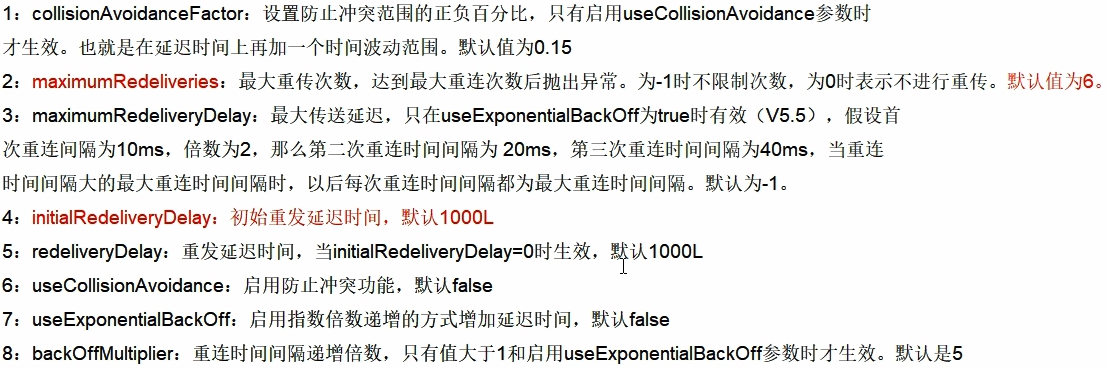 1：collisionAvoidanceFactor：设置防止冲突范围的正负百分比，只有启用useCollisionAvoidance参数时
才生效。也就是在延迟时间上再加一个时间波动范围。默认值为0.15
2：maximumRedeliveries：最大重传次数，达到最大重连次数后抛出异常。为-1时不限制次数，为0时表示不进行重传。默认值为6。
3：maximumRedeliveryDelay：最大传送延迟，只在useExponentialBackOff为true时有效（V5.5），假设首
次重连间隔为10ms，倍数为2，那么第二次重连时间间隔为 20ms，第三次重连时间间隔为40ms，当重连
时间间隔大的最大重连时间间隔时，以后每次重连时间间隔都为最大重连时间间隔。默认为-1。
4：initialRedeliveryDelay：初始重发延迟时间，默认1000L
5：redeliveryDelay：重发延迟时间，当initialRedeliveryDelay=0时生效，默认1000L
6：useCollisionAvoidance：启用防止冲突功能，默认false
7：useExponentialBackOff：启用指数倍数递增的方式增加延迟时间，默认false
8：backOffMultiplier：重连时间间隔递增倍数，只有值大于1和启用useExponentialBackOff参数时才生效。默认是5